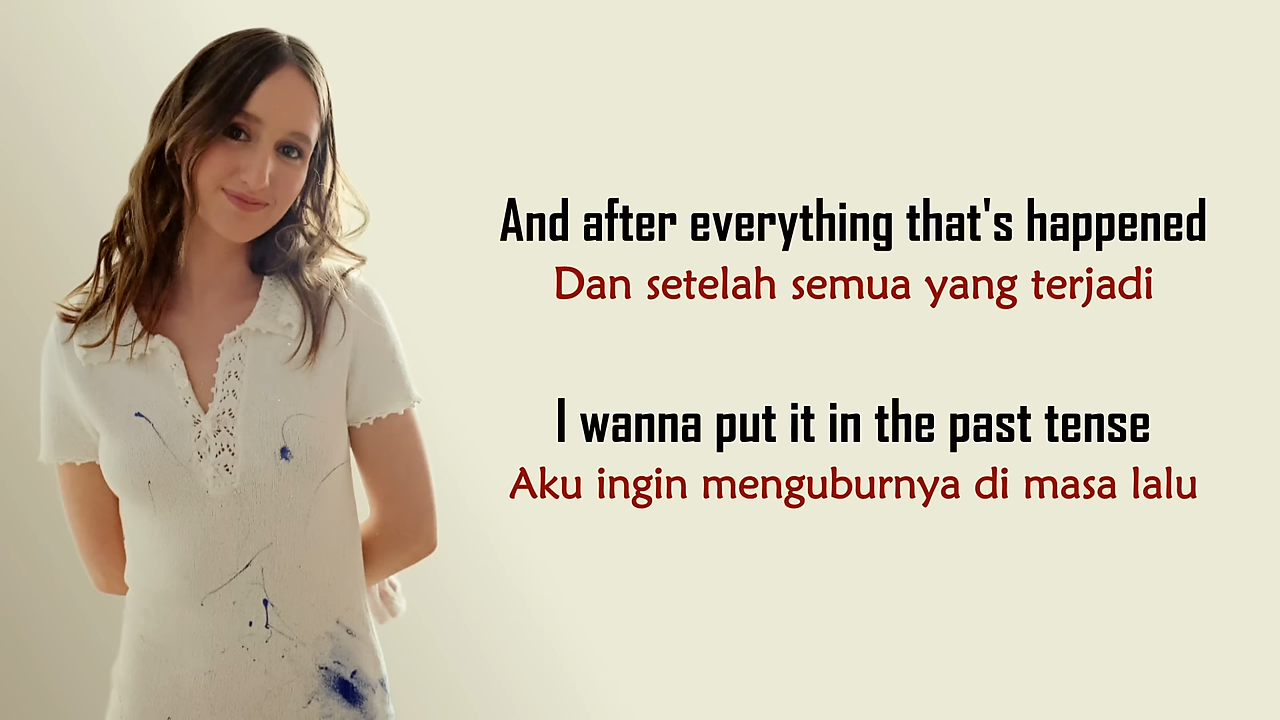 And after everything that's happened
Dan setelah semua yang terjadi
I wanna put it in the past tense
Aku ingin menguburnya di masa lalu